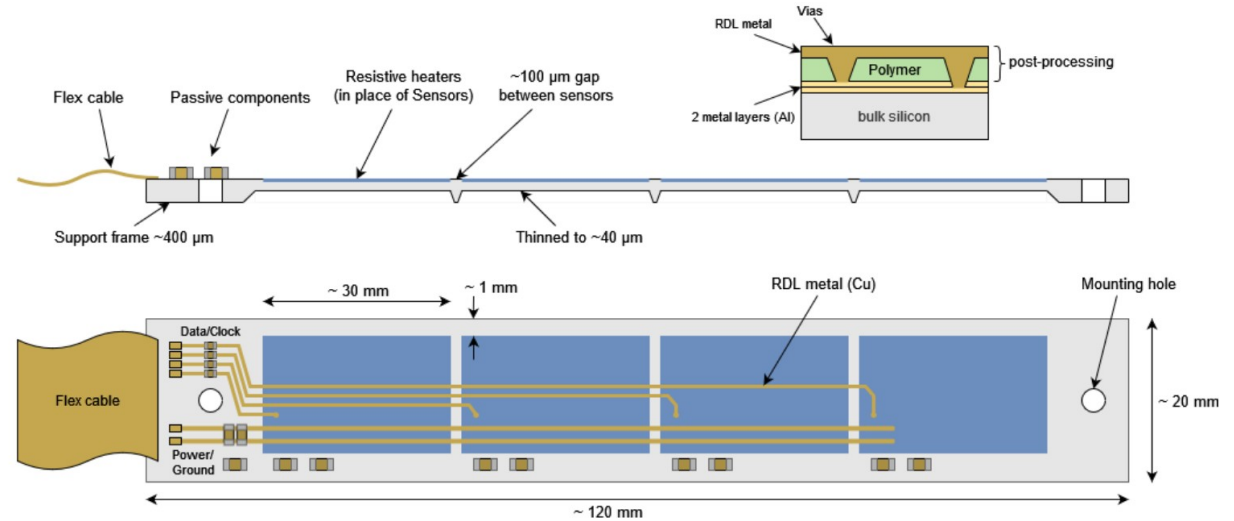 Vias
RDL metal
post-processing
Polymer
2 metal layers (Al)
bulk silicon
Flex cable
Passive components
Resistive heaters
(in place of Sensors)
~100 µm gap
between sensors
Support frame ~400 µm
Thinned to ~40 µm
~ 30 mm
~ 1 mm
RDL metal (Cu)
Mounting hole
Data/Clock
Flex cable
Power/
Ground
~ 20 mm
~ 120 mm